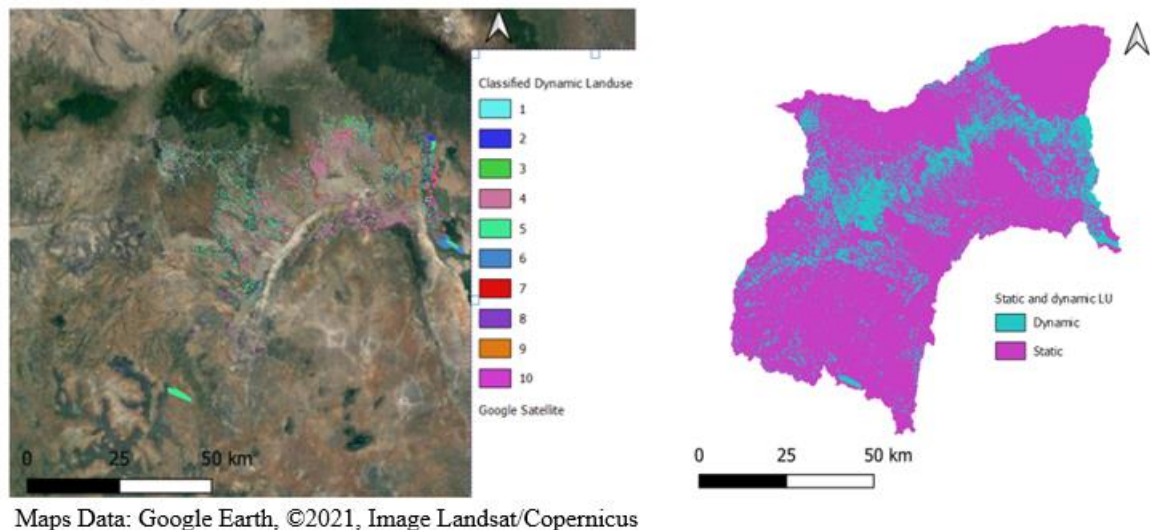 Classified Dynamic Landuse
1
2
3
4
5
6
7
8
9
10
Google Satellite
0 25 50 km
Static and dynamic LU
Dynamic
Static
0 25 50 km
Maps Data: Google Earth, ©2021, Image Landsat/Copernicus